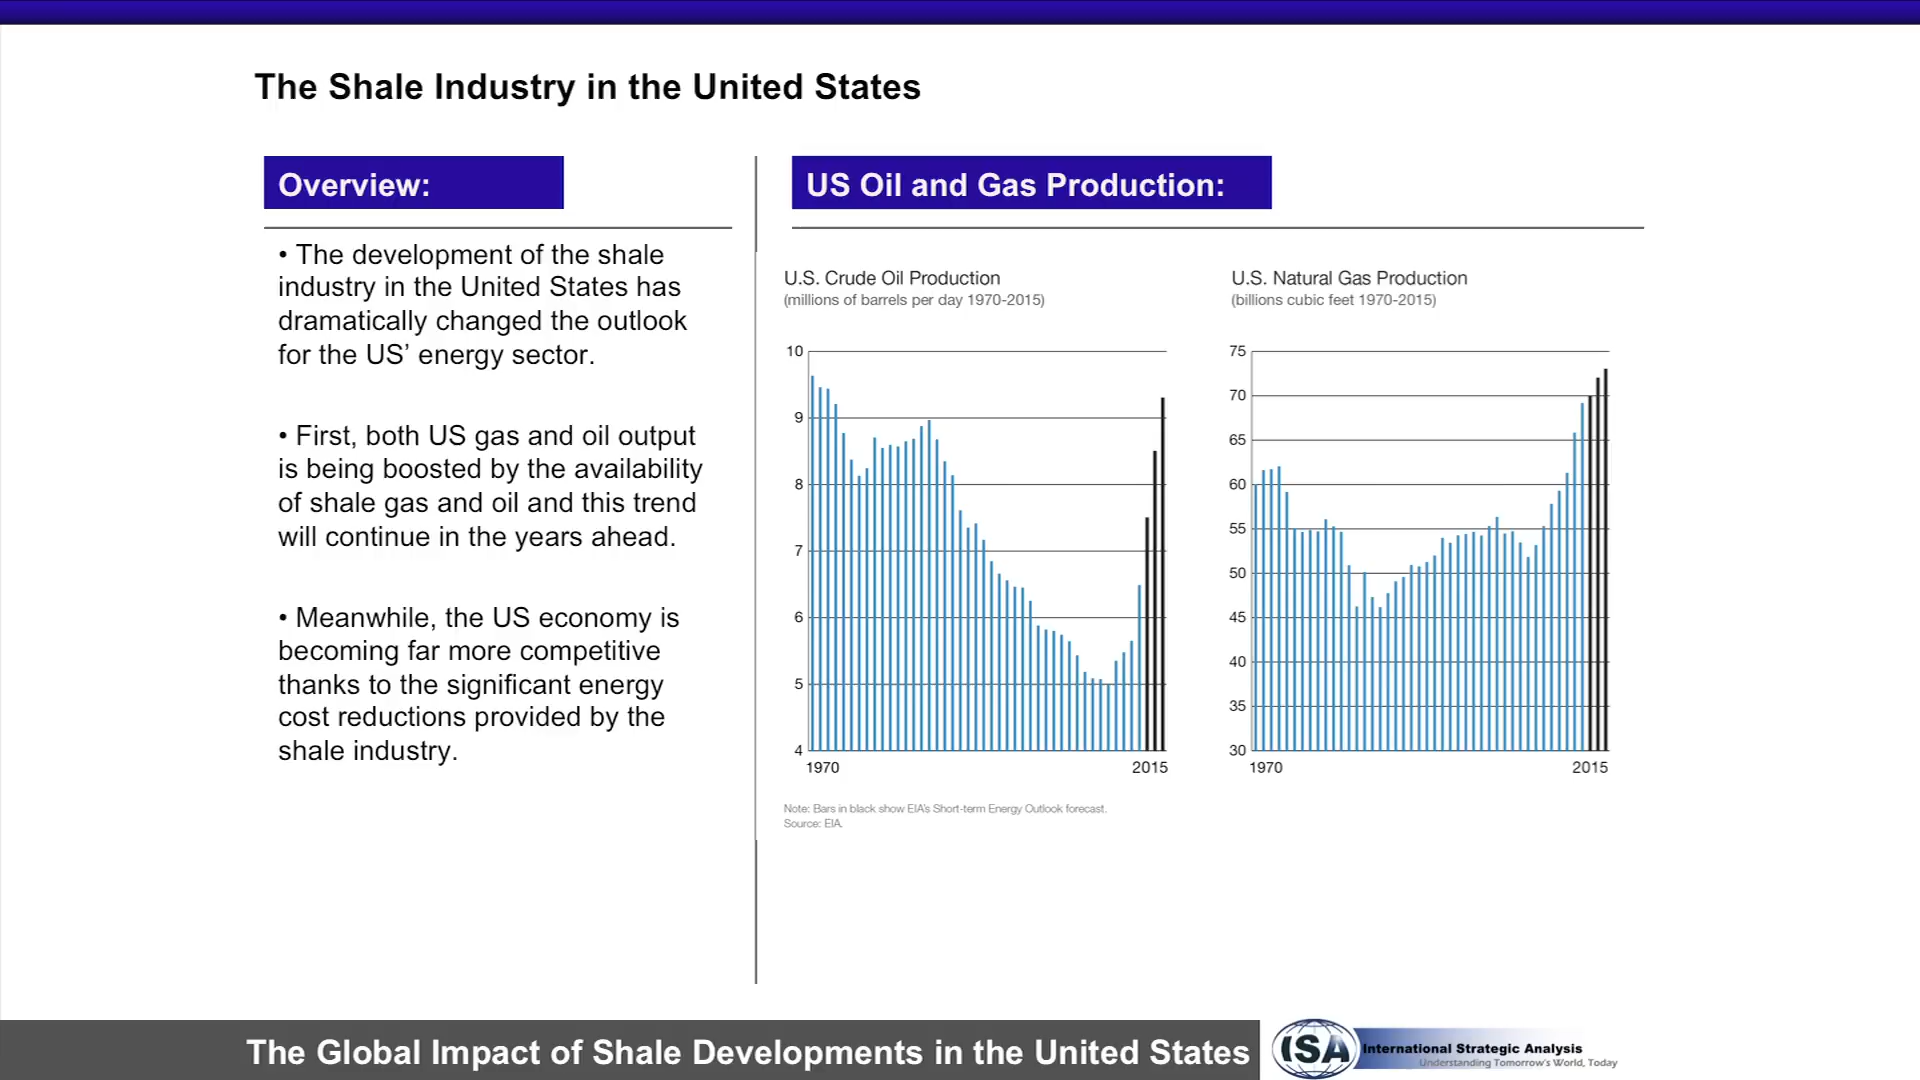 The Shale Industry in the United States
Overview:
• The development of the shale
industry in the United States has
dramatically changed the outlook
for the US’ energy sector.
• First, both US gas and oil output
is being boosted by the availability
of shale gas and oil and this trend
will continue in the years ahead.
• Meanwhile, the US economy is
becoming far more competitive
thanks to the significant energy
cost reductions provided by the
shale industry.
US Oil and Gas Production:
U.S. Crude Oil Production
(millions of barrels per day 1970-2015)
10
9
8
7
6
5
4
1970 2015
U.S. Natural Gas Production
(billions cubic feet 1970-2015)
75
70
65
60
55
50
45
40
35
30
1970 2015
Note: Bars in black show EIA's Short-term Energy Outlook forecast.
Source: EIA.
The Global Impact of Shale Developments in the United States
ISA
International Strategic Analysis
Understanding Tomorrow's World, Today